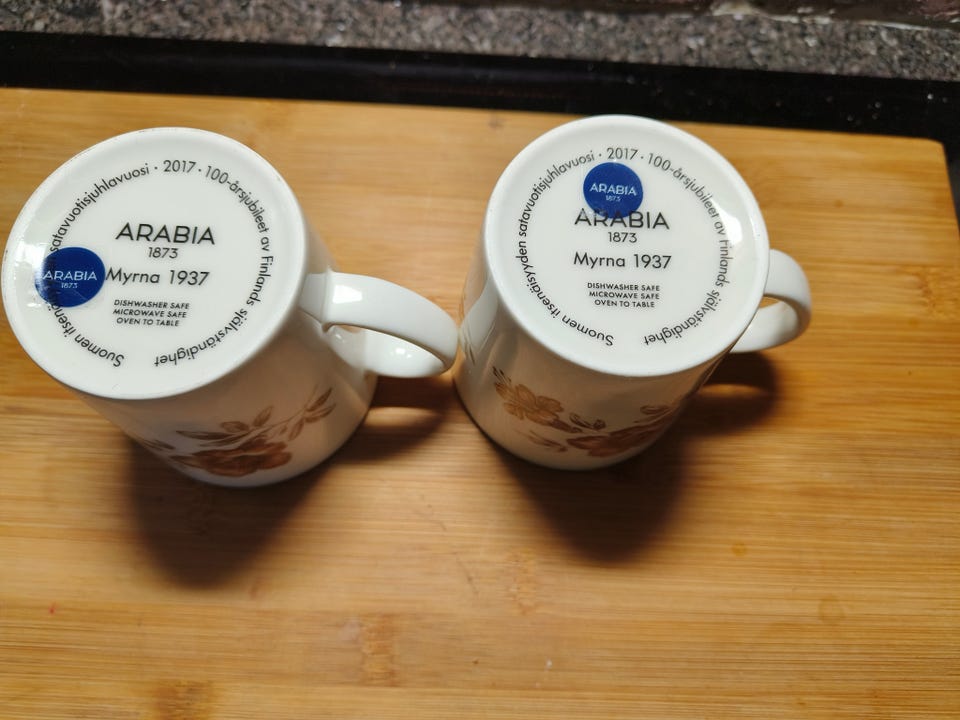 Suomen itsenäisyyden satavuotisjuhlavuosi · 2017 · 100-årsjubileet av Finlands självständighet
ARABIA
1873
ARABIA
1873
Myrna 1937
DISHWASHER SAFE
MICROWAVE SAFE
OVEN TO TABLE
Suomen itsenäisyyden satavuotisjuhlavuosi · 2017 · 100-årsjubileet av Finlands självständighet
ARABIA
1873
ARABIA
1873
Myrna 1937
DISHWASHER SAFE
MICROWAVE SAFE
OVEN TO TABLE